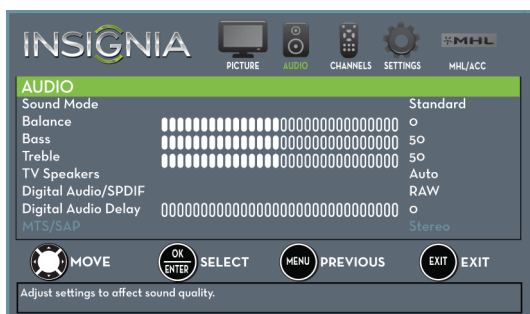 INSIGNIA
PICTURE AUDIO CHANNELS SETTINGS MHL MHL/ACC
AUDIO
Sound Mode Standard
Balance 0
Bass 50
Treble 50
TV Speakers Auto
Digital Audio/SPDIF RAW
Digital Audio Delay 0
MTS/SAP Stereo
MOVE OK ENTER SELECT MENU PREVIOUS EXIT EXIT
Adjust settings to affect sound quality.